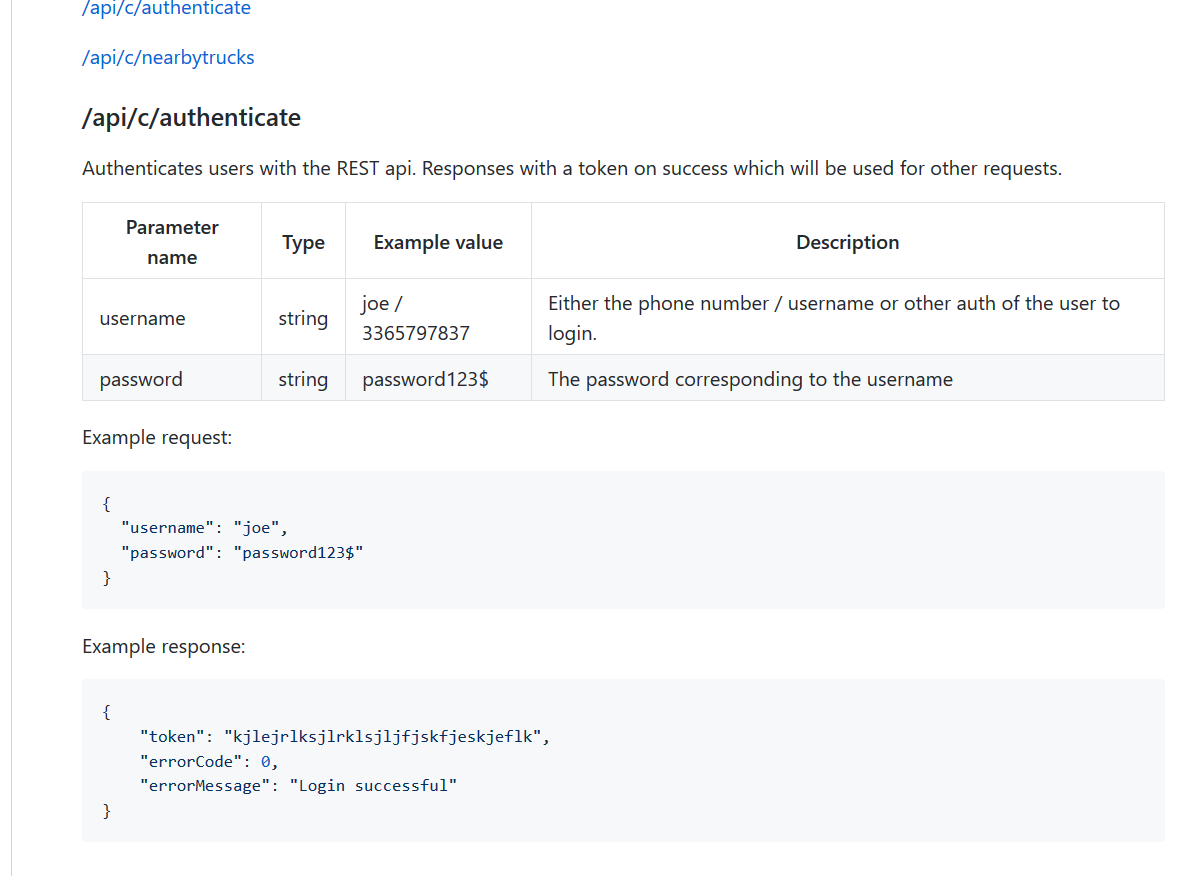 /api/c/authenticate
/api/c/nearbytrucks
/api/c/authenticate
Authenticates users with the REST api. Responses with a token on success which will be used for other requests.
Parameter
name
Type
Example value
Description
username
string
joe /
3365797837
Either the phone number / username or other auth of the user to
login.
password
string
password123$
The password corresponding to the username
Example request:
{
"username": "joe",
"password": "password123$"
}
Example response:
{
"token": "kjlejrlksjlrklsjljfjskfjeskjeflk",
"errorCode": 0,
"errorMessage": "Login successful"
}